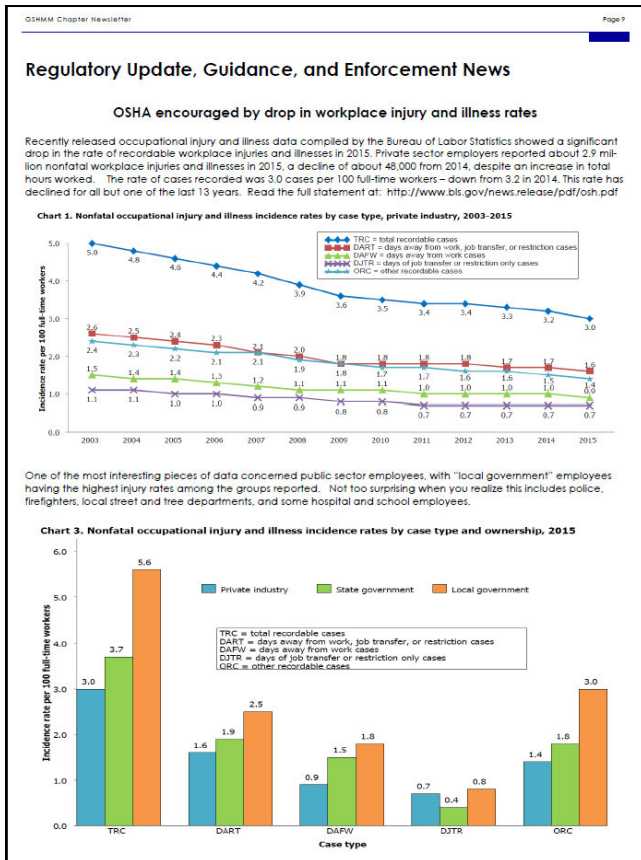 GSHMM Chapter Newsletter Page 9
Regulatory Update, Guidance, and Enforcement News
OSHA encouraged by drop in workplace injury and illness rates
Recently released occupational injury and illness data compiled by the Bureau of Labor Statistics showed a significant
drop in the rate of recordable workplace injuries and illnesses in 2015. Private sector employers reported about 2.9 mil-
lion nonfatal workplace injuries and illnesses in 2015, a decline of about 48,000 from 2014, despite an increase in total
hours worked. The rate of cases recorded was 3.0 cases per 100 full-time workers – down from 3.2 in 2014. This rate has
declined for all but one of the last 13 years. Read the full statement at: http://www.bls.gov/news.release/pdf/osh.pdf
Chart 1. Nonfatal occupational injury and illness incidence rates by case type, private industry, 2003-2015
Incidence rate per 100 full-time workers
5.0
4.0
3.0
2.0
1.0
0.0
TRC = total recordable cases
DART = days away from work, job transfer, or restriction cases
DAFW = days away from work cases
DJTR = days of job transfer or restriction only cases
ORC = other recordable cases
5.0 4.8 4.6 4.4 4.2 3.9 3.6 3.5 3.4 3.4 3.3 3.2 3.0
2.6 2.5 2.4 2.3 2.1 2.0 1.8 1.8 1.8 1.8 1.7 1.7 1.6
2.4 2.3 2.2 2.1 2.1 1.9 1.8 1.7 1.7 1.6 1.6 1.5 1.4
1.5 1.4 1.4 1.3 1.2 1.1 1.1 1.1 1.0 1.0 1.0 1.0 0.9
1.1 1.1 1.0 1.0 0.9 0.9 0.8 0.8 0.7 0.7 0.7 0.7 0.7
2003 2004 2005 2006 2007 2008 2009 2010 2011 2012 2013 2014 2015
One of the most interesting pieces of data concerned public sector employees, with "local government" employees
having the highest injury rates among the groups reported. Not too surprising when you realize this includes police,
firefighters, local street and tree departments, and some hospital and school employees.
Chart 3. Nonfatal occupational injury and illness incidence rates by case type and ownership, 2015
Incidence rate per 100 full-time workers
6.0
5.0
4.0
3.0
2.0
1.0
0.0
Private industry State government Local government
TRC = total recordable cases
DART = days away from work, job transfer, or restriction cases
DAFW = days away from work cases
DJTR = days of job transfer or restriction only cases
ORC = other recordable cases
3.0 3.7 5.6
1.6 1.9 2.5
0.9 1.5 1.8
0.7 0.4 0.8
1.4 1.8 3.0
TRC DART DAFW DJTR ORC
Case type